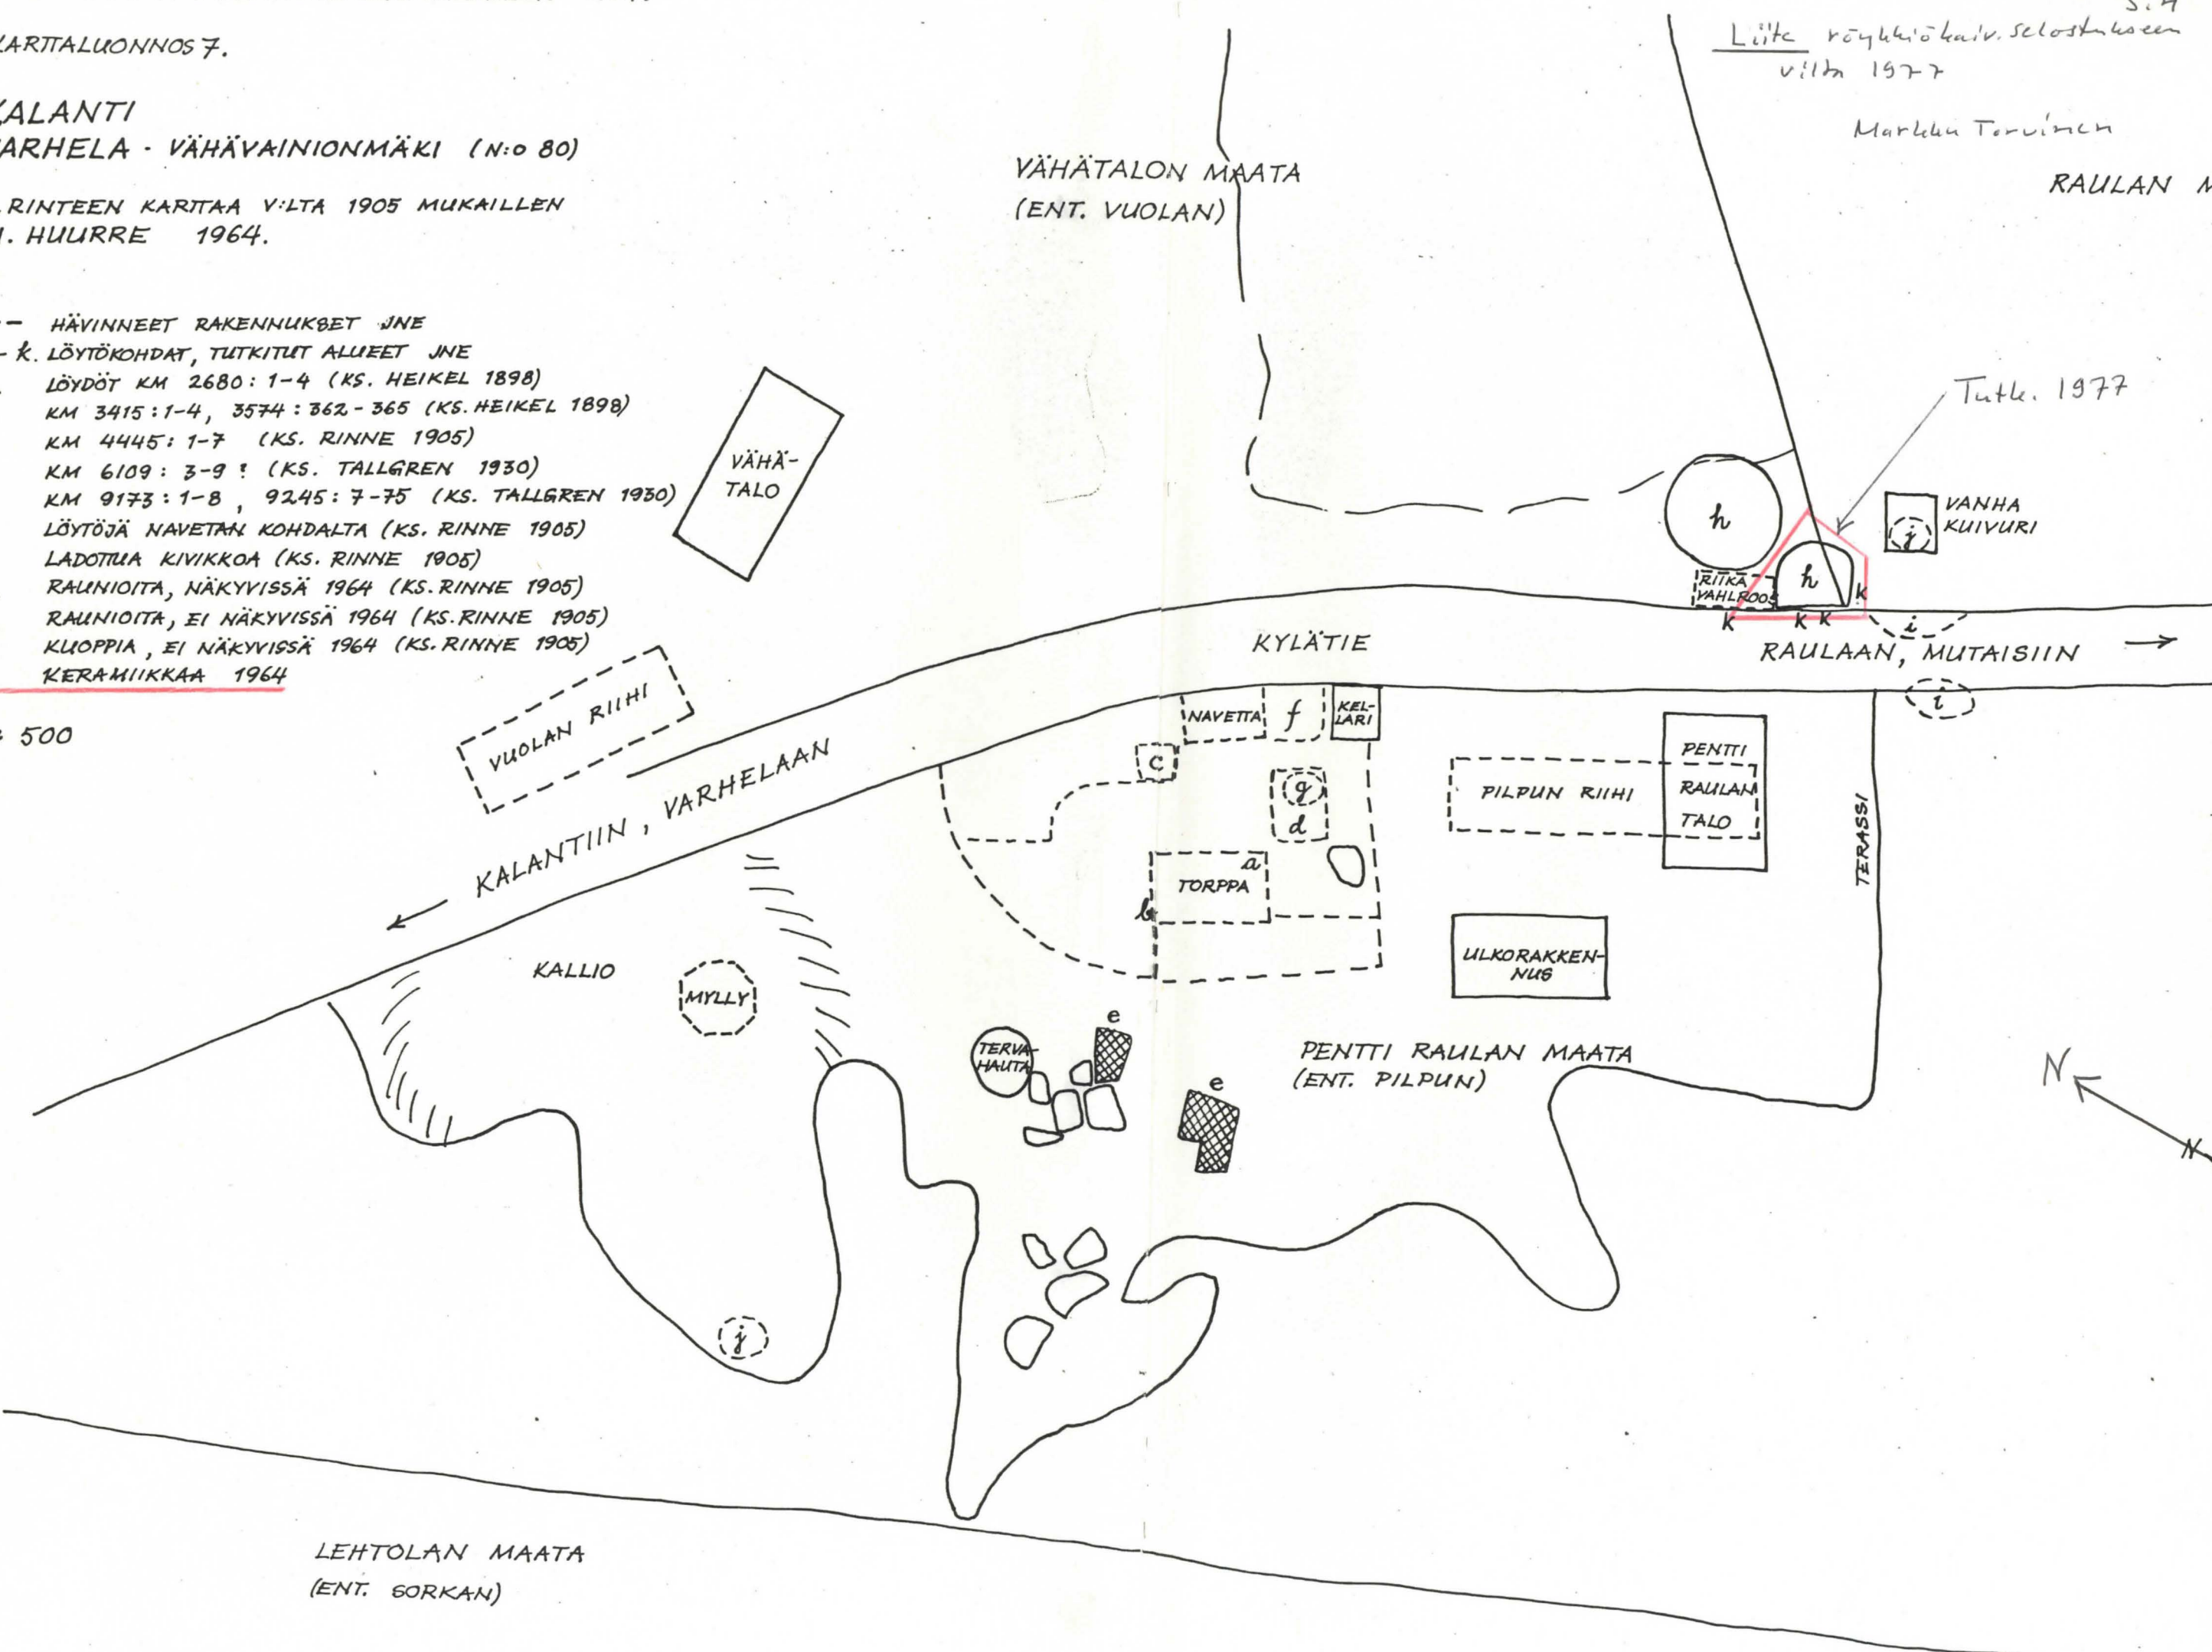 KARTTALUONNOS 7.
KALANTI
VARHELA - VÄHÄVAINIONMÄKI (N:o 80)
RINTEEN KARTTAA V:LTA 1905 MUKAILLEN
M. HUURRE 1964.
HÄVINNEET RAKENNUKSET JNE
- k. LÖYTÖKOHDAT, TUTKITUT ALUEET JNE
LÖYDÖT KM 2680: 1-4 (KS. HEIKEL 1898)
KM 3415: 1-4, 3574: 362-365 (KS. HEIKEL 1898)
KM 4445: 1-7 (KS. RINNE 1905)
KM 6109: 3-9 ? (KS. TALLGREN 1930)
KM 9173: 1-8, 9245: 7-75 (KS. TALLGREN 1930)
LÖYTÖJÄ NAVETAN KOHDALTA (KS. RINNE 1905)
LADOTTUA KIVIKKOA (KS. RINNE 1905)
RAUNIOITA, NÄKYVISSÄ 1964 (KS. RINNE 1905)
RAUNIOITA, EI NÄKYVISSÄ 1964 (KS. RINNE 1905)
KUOPPIA, EI NÄKYVISSÄ 1964 (KS. RINNE 1905)
KERAMIIKKAA 1964
500
S. 4
Liite röykkiökaiv. selostukseen
vilta 1977
Markku Torvinen
RAULAN M
VÄHÄTALON MAATA
(ENT. VUOLAN)
Tutk. 1977
VÄHÄ-
TALO
h
j
VANHA
KUIVURI
RIIKA
VAHLROOS
h
k
k
k k
i
KYLÄTIE
RAULAAN, MUTAISIIN
i
VUOLAN RIIHI
KALANTIIN, VARHELAAN
NAVETTA
f
KEL-
LARI
c
g
d
a
TORPPA
b
PILPUN RIIHI
PENTTI
RAULAN
TALO
TERASSI
ULKORAKKEN-
NUS
KALLIO
MYLLY
TERVA-
HAUTA
e
e
PENTTI RAULAN MAATA
(ENT. PILPUN)
N
N
j
LEHTOLAN MAATA
(ENT. SORKAN)